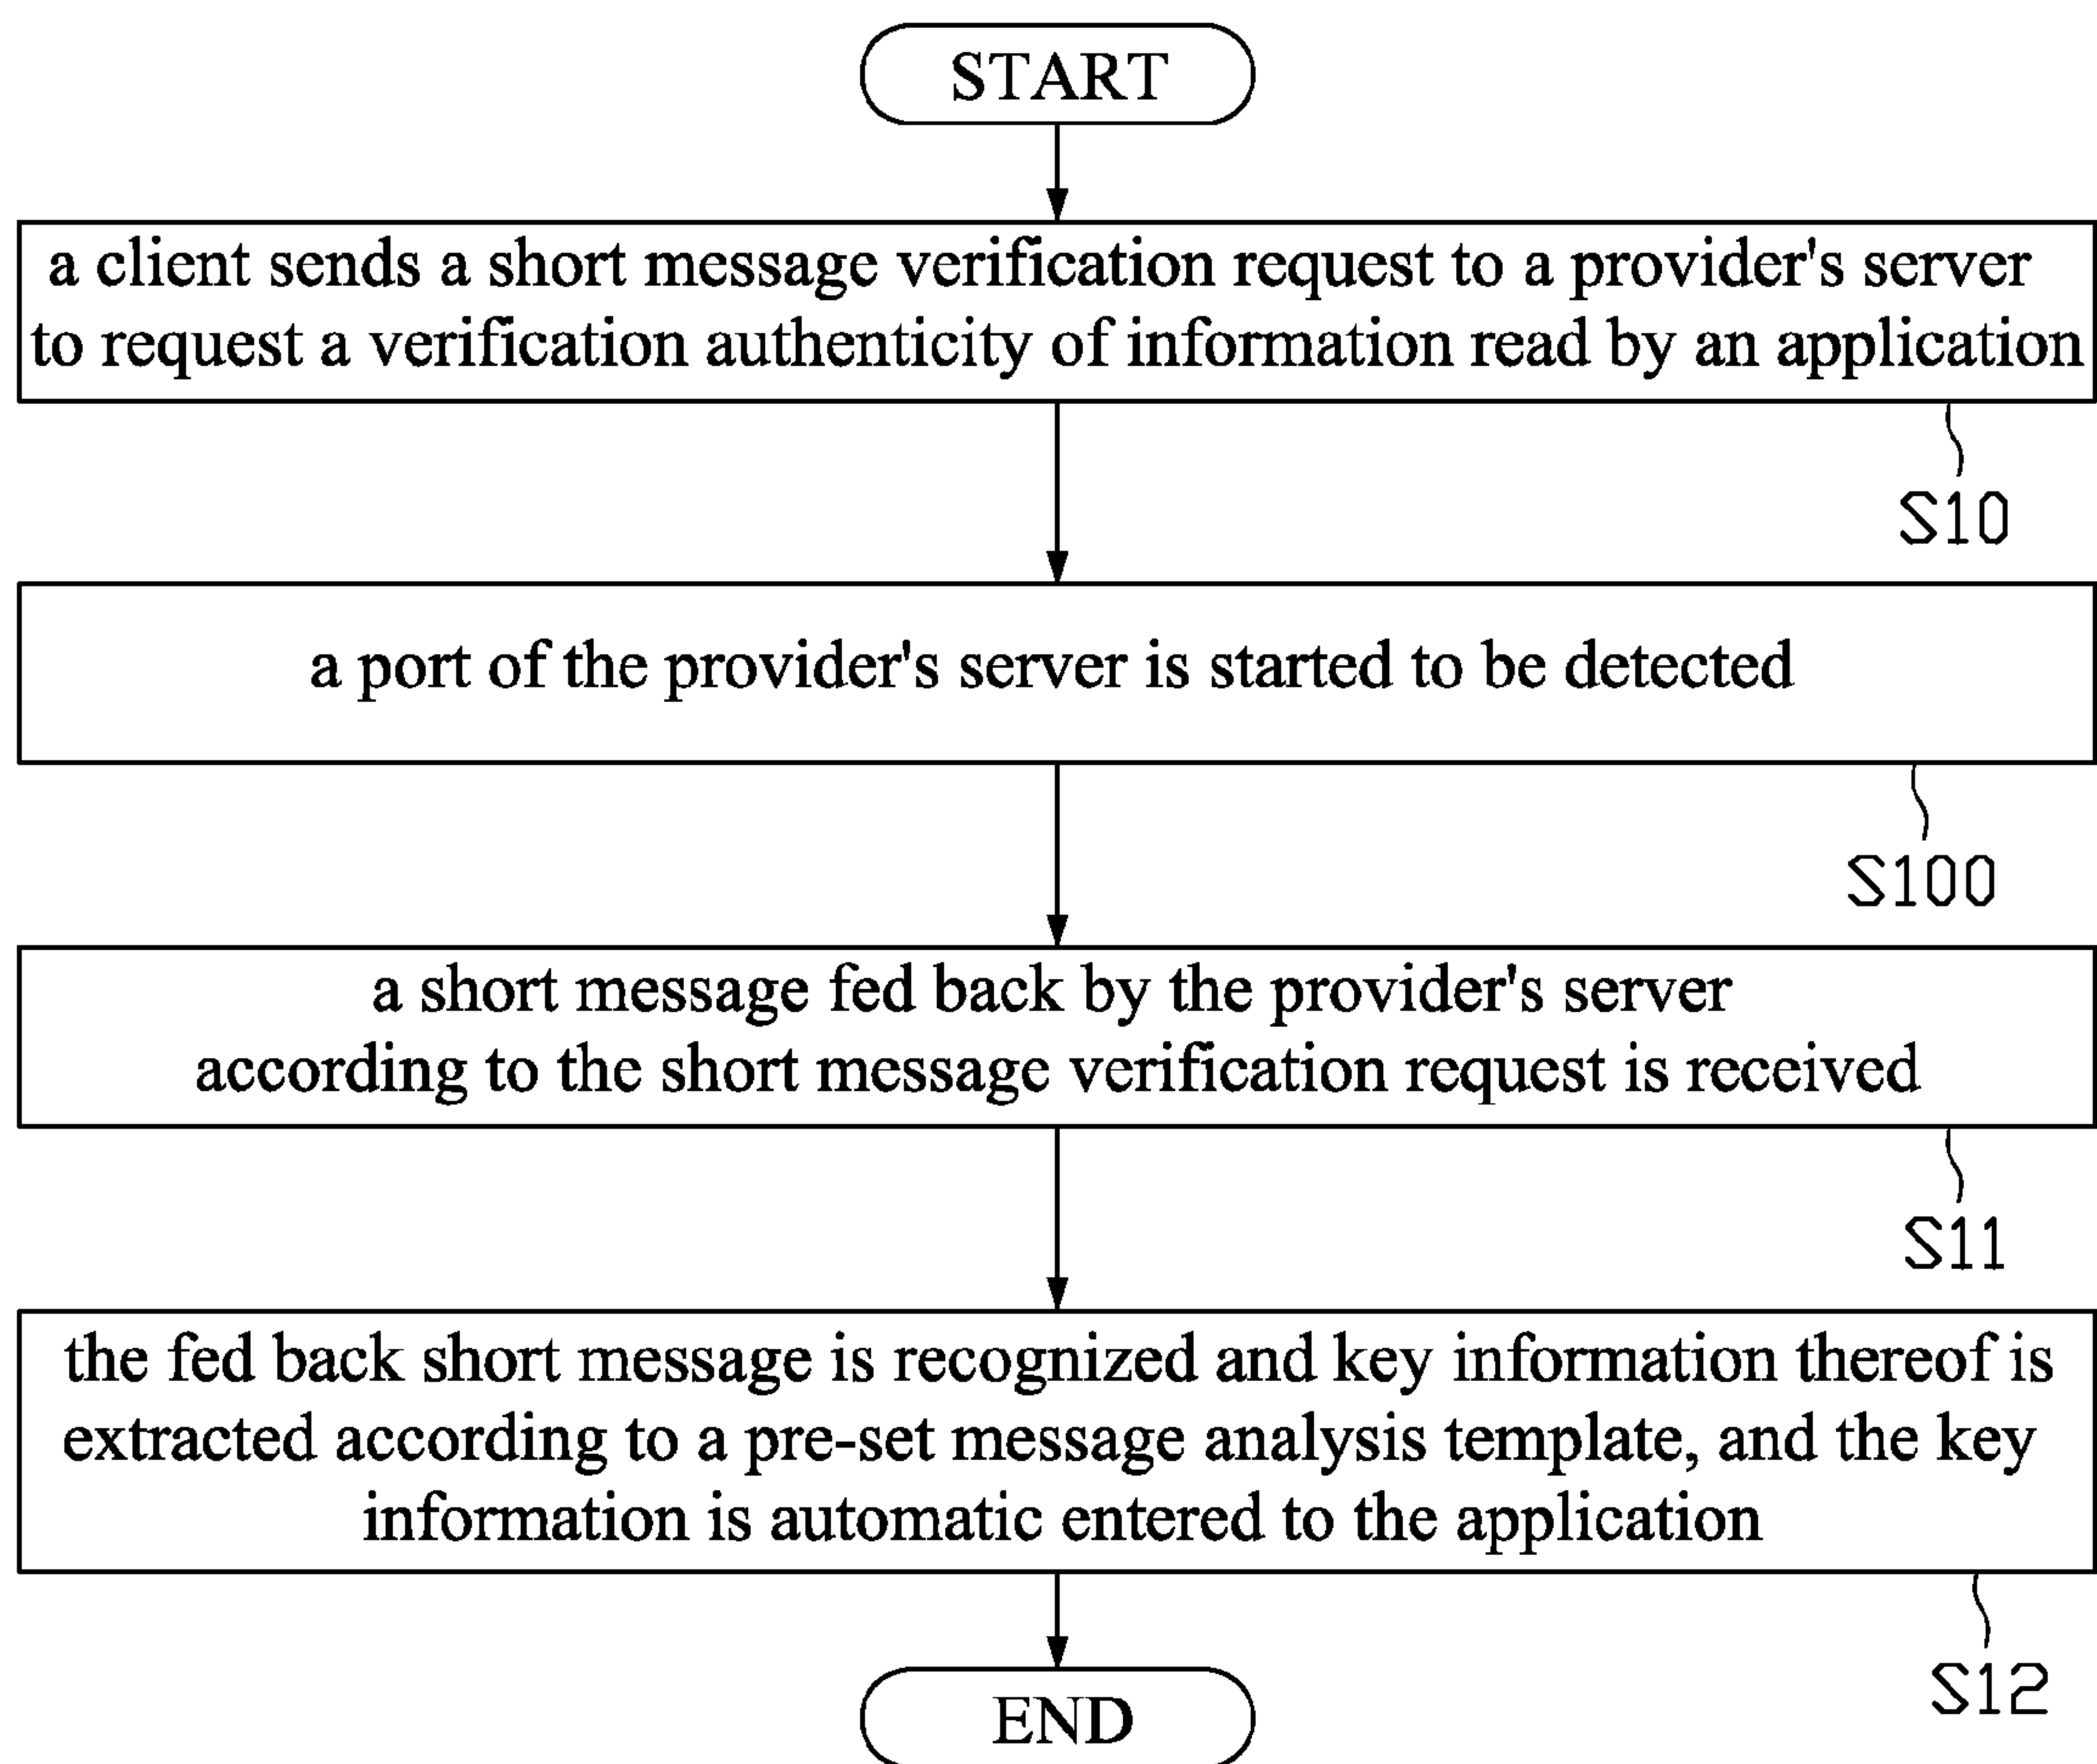 START
a client sends a short message verification request to a provider's server
to request a verification authenticity of information read by an application
S10
a port of the provider's server is started to be detected
S100
a short message fed back by the provider's server
according to the short message verification request is received
S11
the fed back short message is recognized and key information thereof is
extracted according to a pre-set message analysis template, and the key
information is automatic entered to the application
S12
END